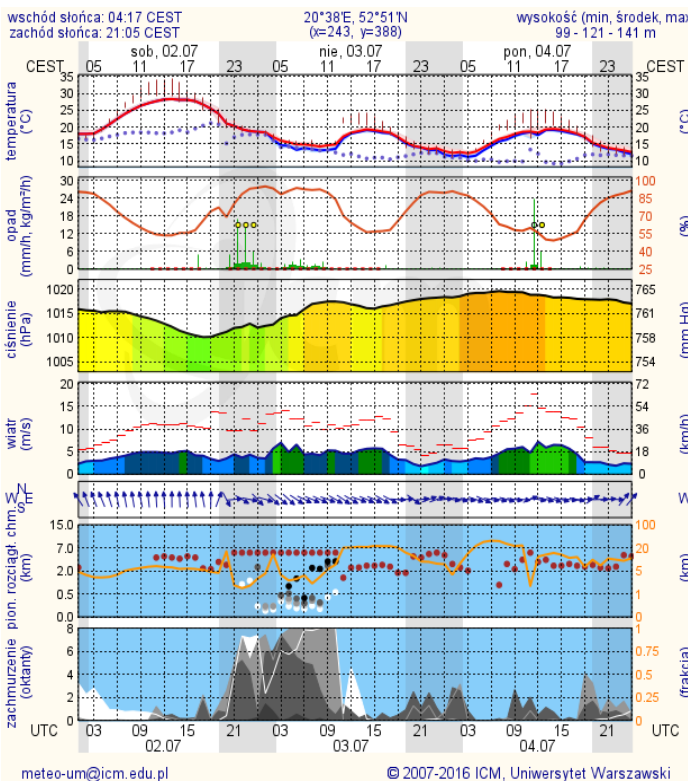 wschód słońca: 04:17 CEST 20°38'E, 52°51'N wysokość (min, środek, max)
zachód słońca: 21:05 CEST (x=243, y=388) 99 - 121 - 141 m
sob, 02.07 nie, 03.07 pon, 04.07
CEST 05 11 17 23 05 11 17 23 05 11 17 23 CEST
temperatura (°C)
35 30 25 20 15 10
35 30 25 20 15 10
(°C)
opad (mm/h, kg/m²/h)
30 24 18 12 6 0
100 85 70 55 40 25
(%)
ciśnienie (hPa)
1020 1015 1010 1005
765 761 758 754
(mm Hg)
wiatr (m/s)
20 15 10 5 0
72 54 36 18 0
(km/h)
N
W E
S
W
pion. rozciągł. chm. (km)
15.0 7.0 2.0 0.5 0.0
100 20 10 5 2 0
(km)
zachmurzenie (oktanty)
8 6 4 2 0
1 0.75 0.5 0.25 0
(frakcja)
UTC 03 09 15 21 03 09 15 21 03 09 15 21 UTC
02.07 03.07 04.07
meteo-um@icm.edu.pl © 2007-2016 ICM, Uniwersytet Warszawski